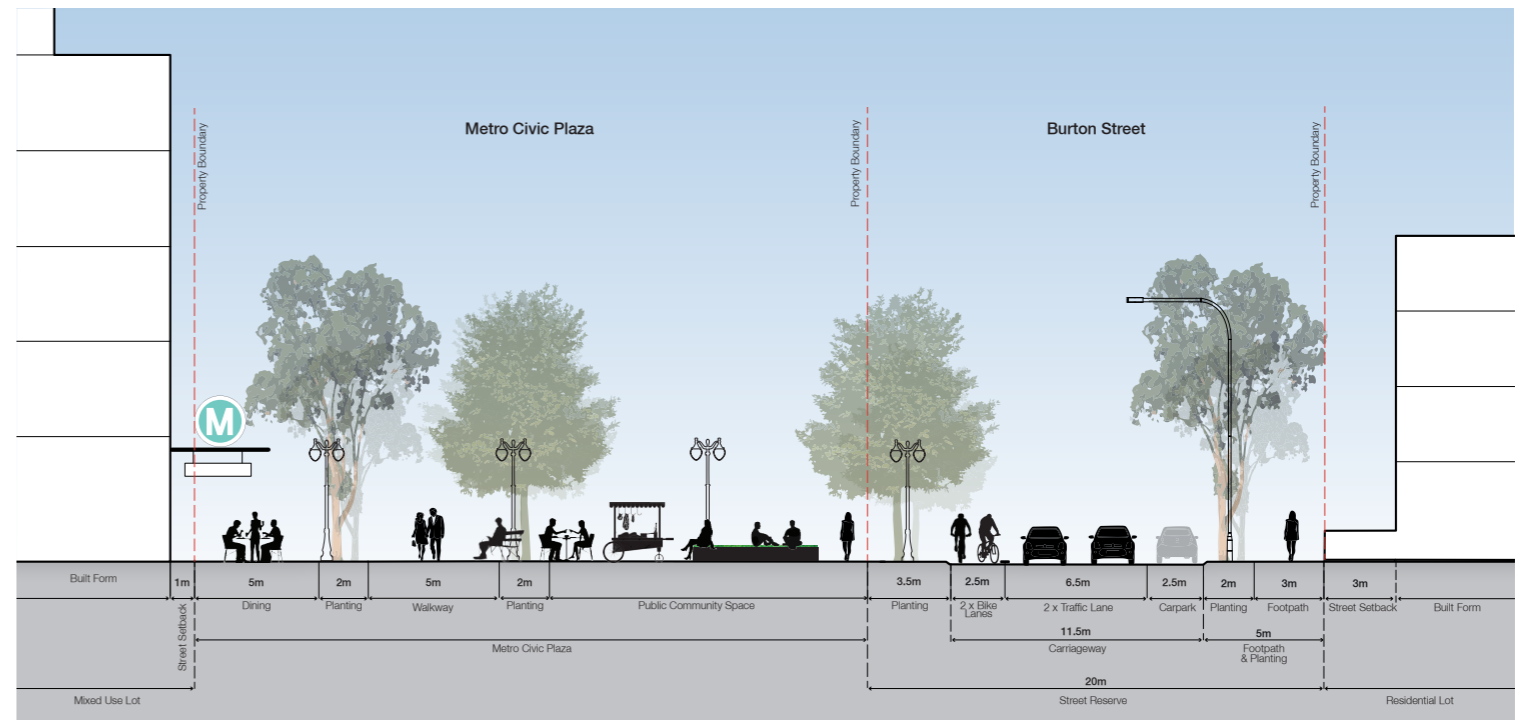 Metro Civic Plaza
Burton Street
Property Boundary
Property Boundary
Property Boundary
M
Built Form
1m
5m
2m
5m
2m
3.5m
2.5m
6.5m
2.5m
2m
3m
3m
Street Setback
Dining
Planting
Walkway
Planting
Public Community Space
Planting
2 x Bike
Lanes
2 x Traffic Lane
Carpark
Planting
Footpath
Street Setback
Built Form
11.5m
5m
Metro Civic Plaza
Carriageway
Footpath
& Planting
20m
Mixed Use Lot
Street Reserve
Residential Lot